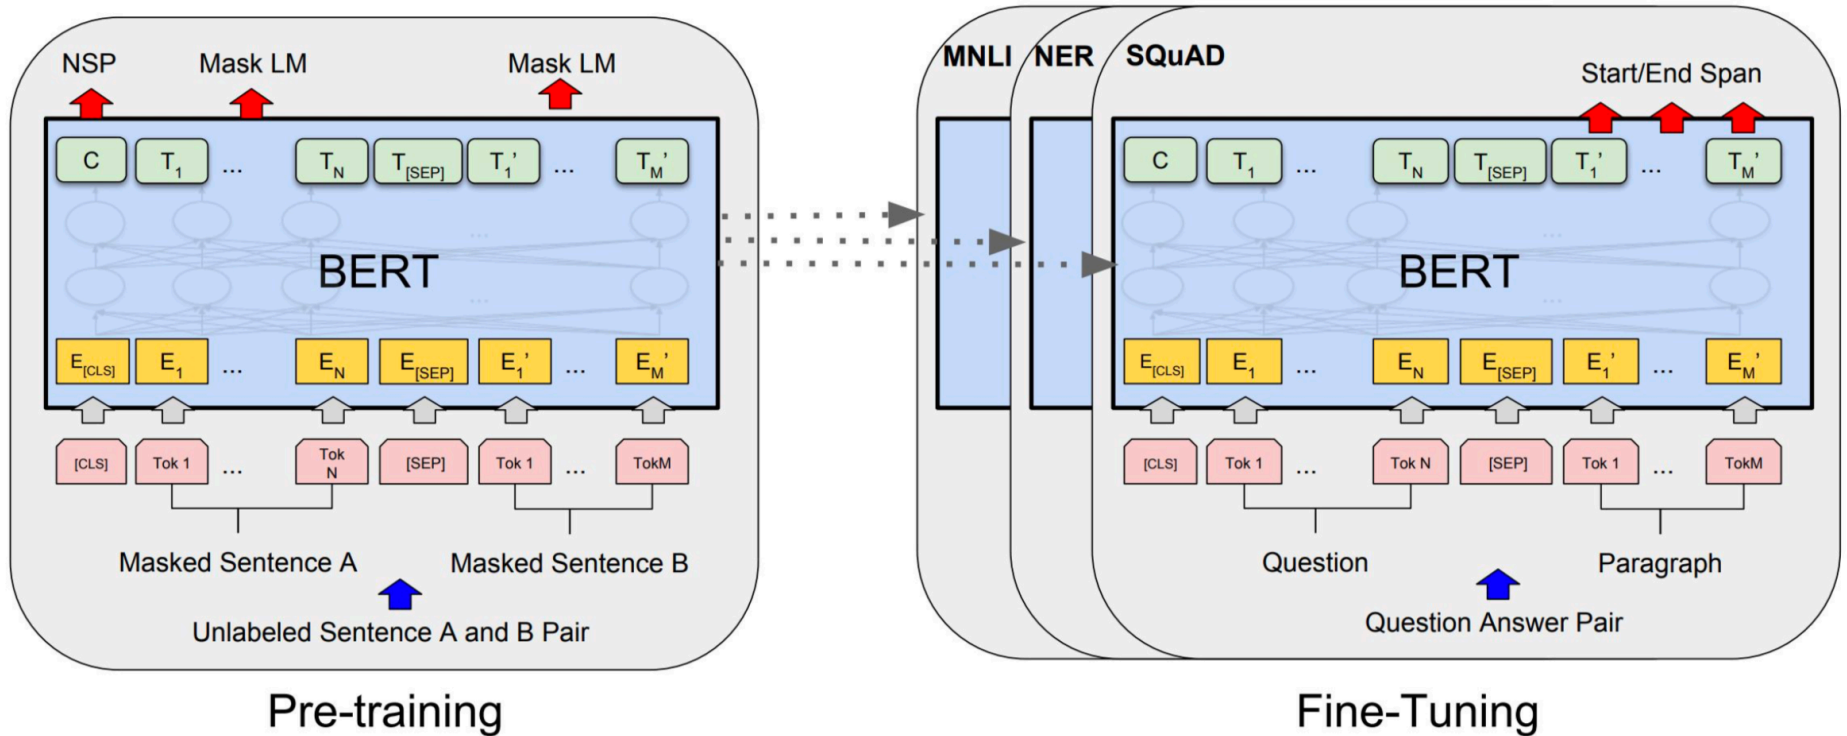 NSP Mask LM Mask LM
C T1 ... TN T[SEP] T1’ ... TM’
...
BERT
...
E[CLS] E1 ... EN E[SEP] E1’ ... EM’
[CLS] Tok 1 ... Tok N [SEP] Tok 1 ... TokM
Masked Sentence A Masked Sentence B
Unlabeled Sentence A and B Pair
Pre-training
MNLI NER SQuAD
Start/End Span
C T1 ... TN T[SEP] T1’ ... TM’
...
BERT
...
E[CLS] E1 ... EN E[SEP] E1’ ... EM’
[CLS] Tok 1 ... Tok N [SEP] Tok 1 ... TokM
Question Paragraph
Question Answer Pair
Fine-Tuning